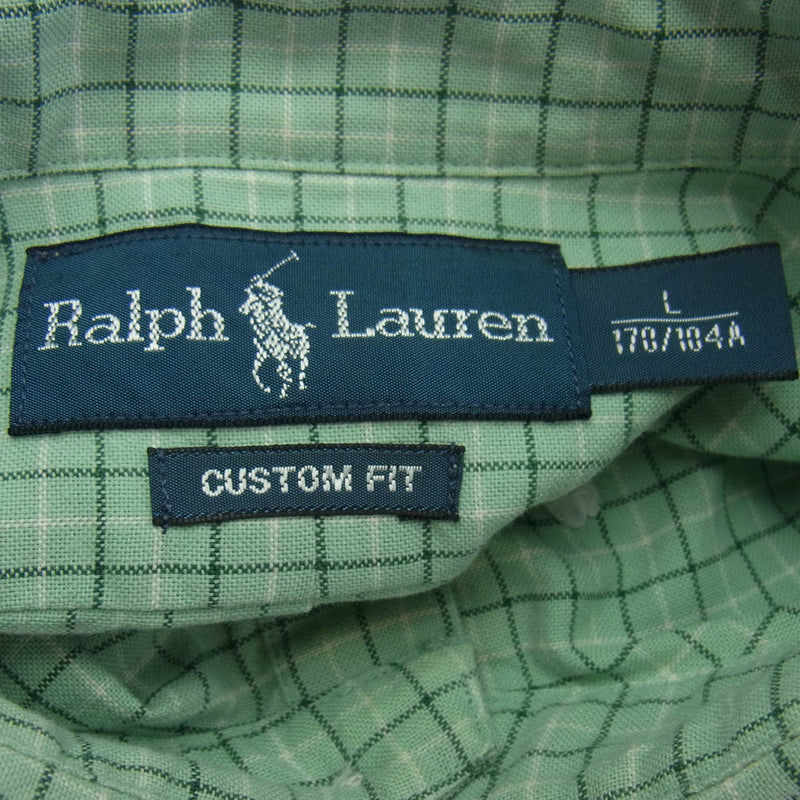 Ralph Lauren
L
170/104A
CUSTOM FIT